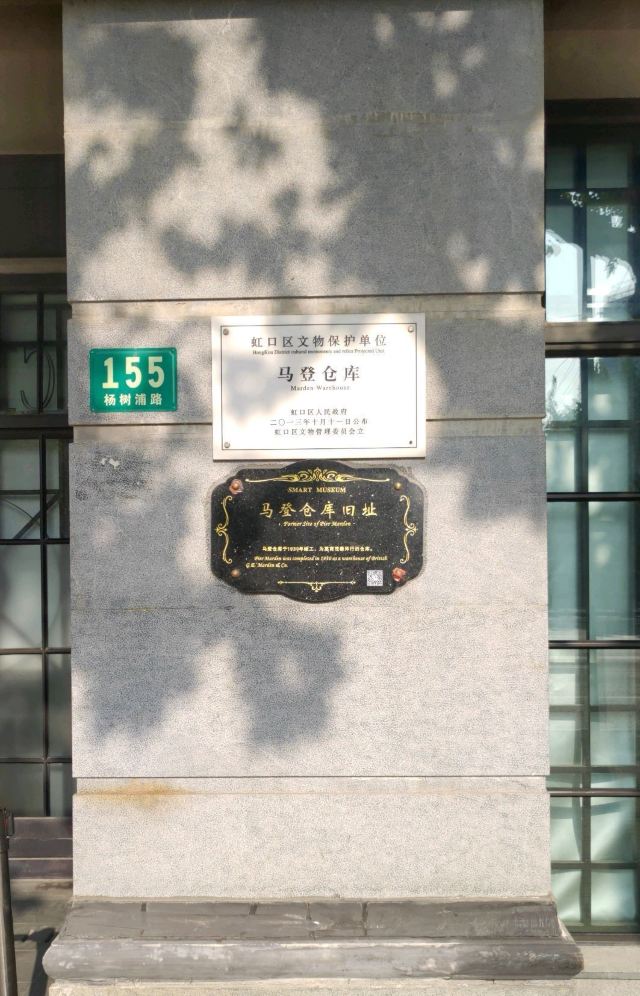 虹口区文物保护单位
HongKou District cultural monuments and relics Protected Unit
马登仓库
Marden Warehouse
虹口区人民政府
二〇一三年十月十一日公布
虹口区文物管理委员会立
155
杨树浦路
SMART MUSEUM
马登仓库旧址
Former Site of Pier Marden
马登仓库于1930年竣工，为英商茂泰洋行的仓库。
Pier Marden was completed in 1930 as a warehouse of British
G.E. Marden & Co.